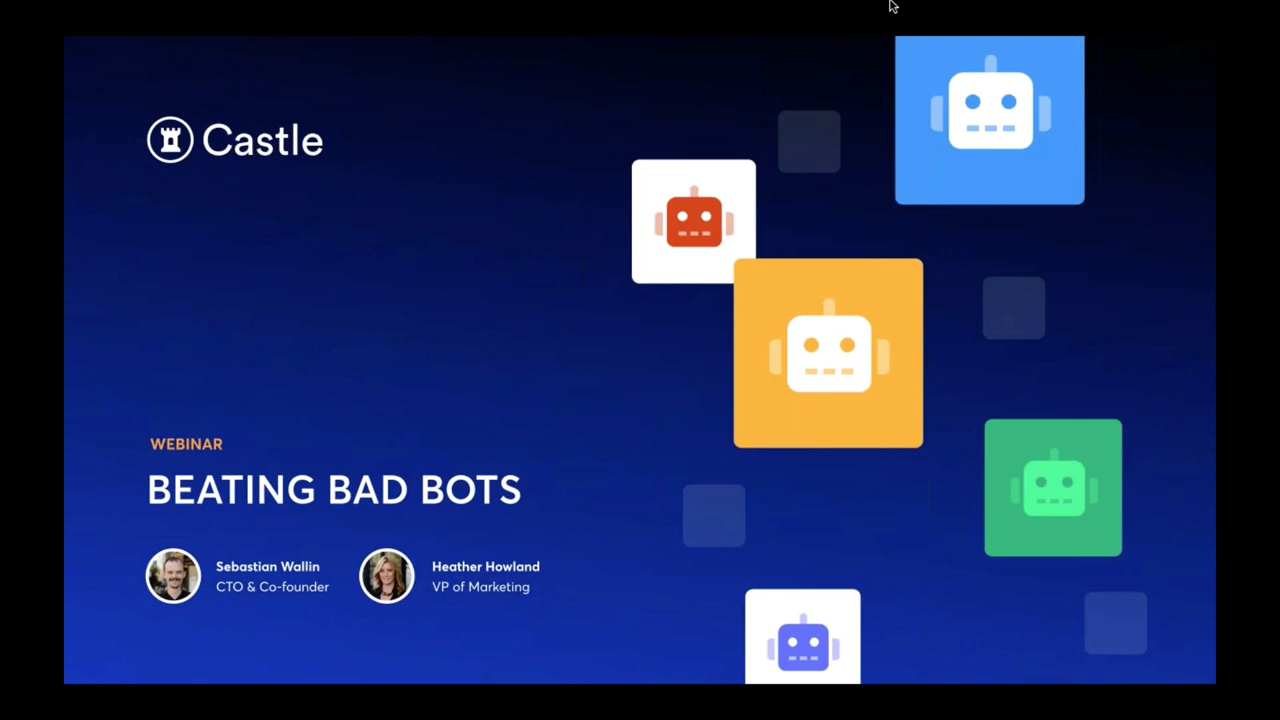 Castle
WEBINAR
BEATING BAD BOTS
Sebastian Wallin
CTO & Co-founder
Heather Howland
VP of Marketing